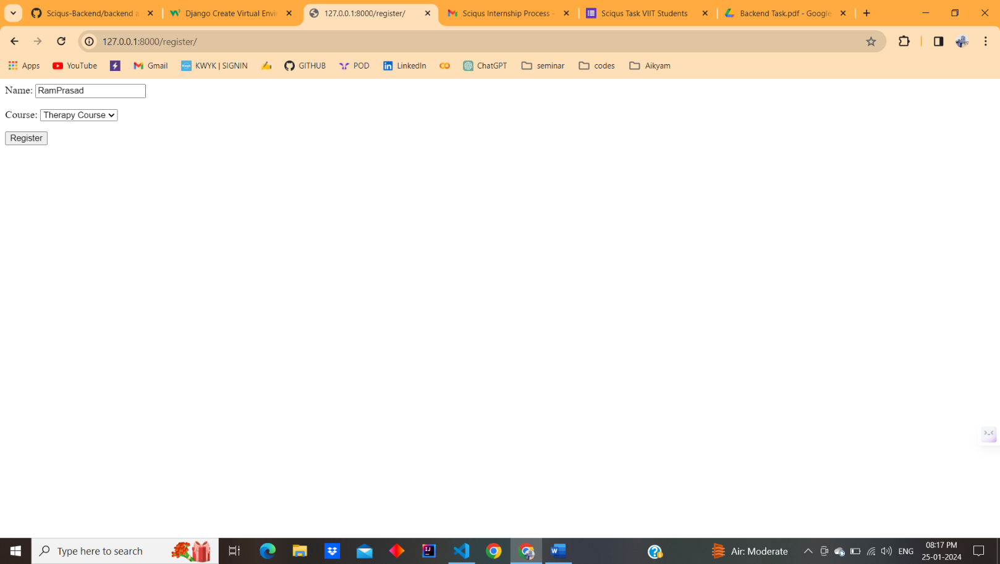 Sciqus-Backend/backend a
Django Create Virtual Envir
127.0.0.1:8000/register/
Sciqus Internship Process -
Sciqus Task VIIT Students
Backend Task.pdf - Google
127.0.0.1:8000/register/
Apps YouTube Gmail KWYK | SIGNIN GITHUB POD LinkedIn ChatGPT seminar codes Aikyam
Name: RamPrasad
Course: Therapy Course
Register
Type here to search
Air: Moderate
ENG
08:17 PM
25-01-2024